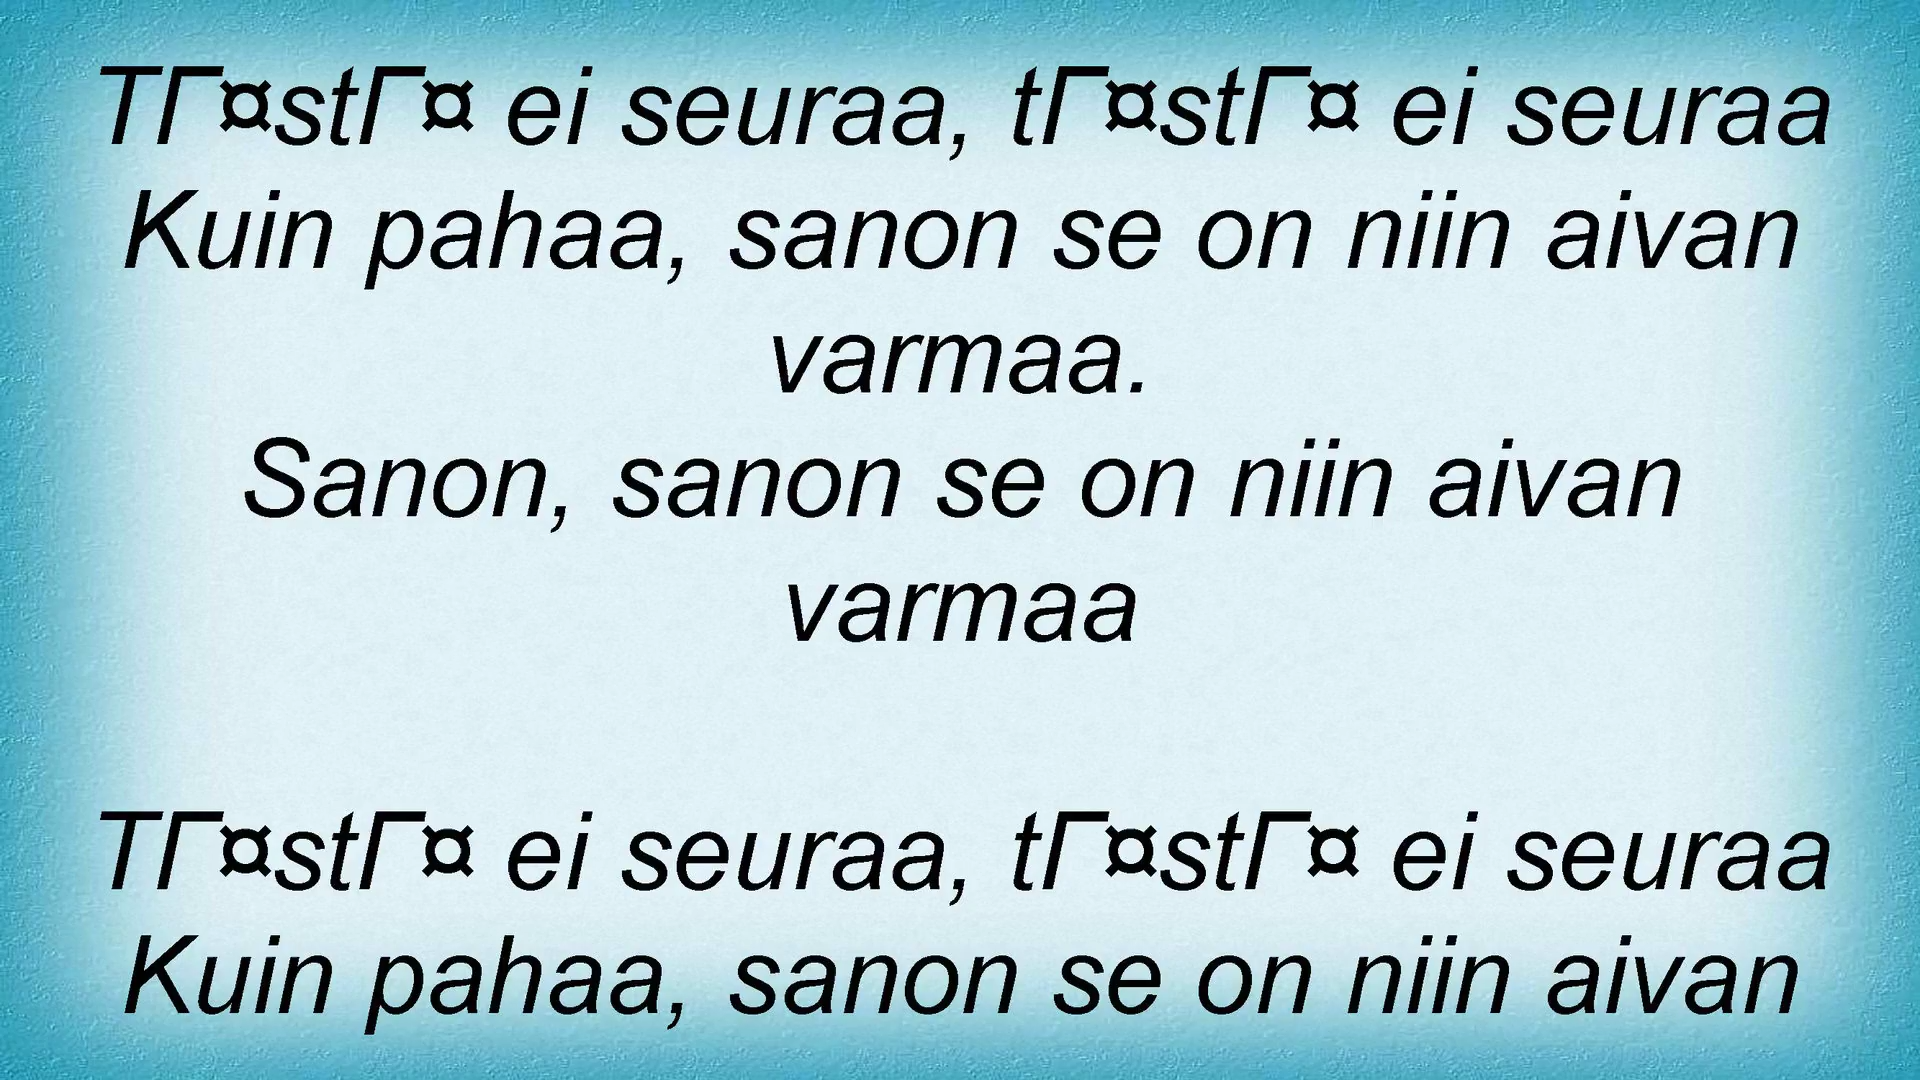 TГ¤stГ¤ ei seuraa, tГ¤stГ¤ ei seuraa
Kuin pahaa, sanon se on niin aivan
varmaa.
Sanon, sanon se on niin aivan
varmaa
TГ¤stГ¤ ei seuraa, tГ¤stГ¤ ei seuraa
Kuin pahaa, sanon se on niin aivan